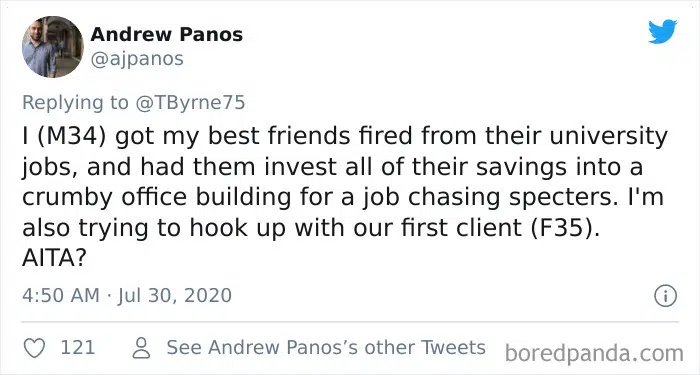 Andrew Panos
@ajpanos
Replying to @TByrne75
I (M34) got my best friends fired from their university
jobs, and had them invest all of their savings into a
crumby office building for a job chasing specters. I'm
also trying to hook up with our first client (F35).
AITA?
4:50 AM · Jul 30, 2020
121 See Andrew Panos’s other Tweets
boredpanda.com